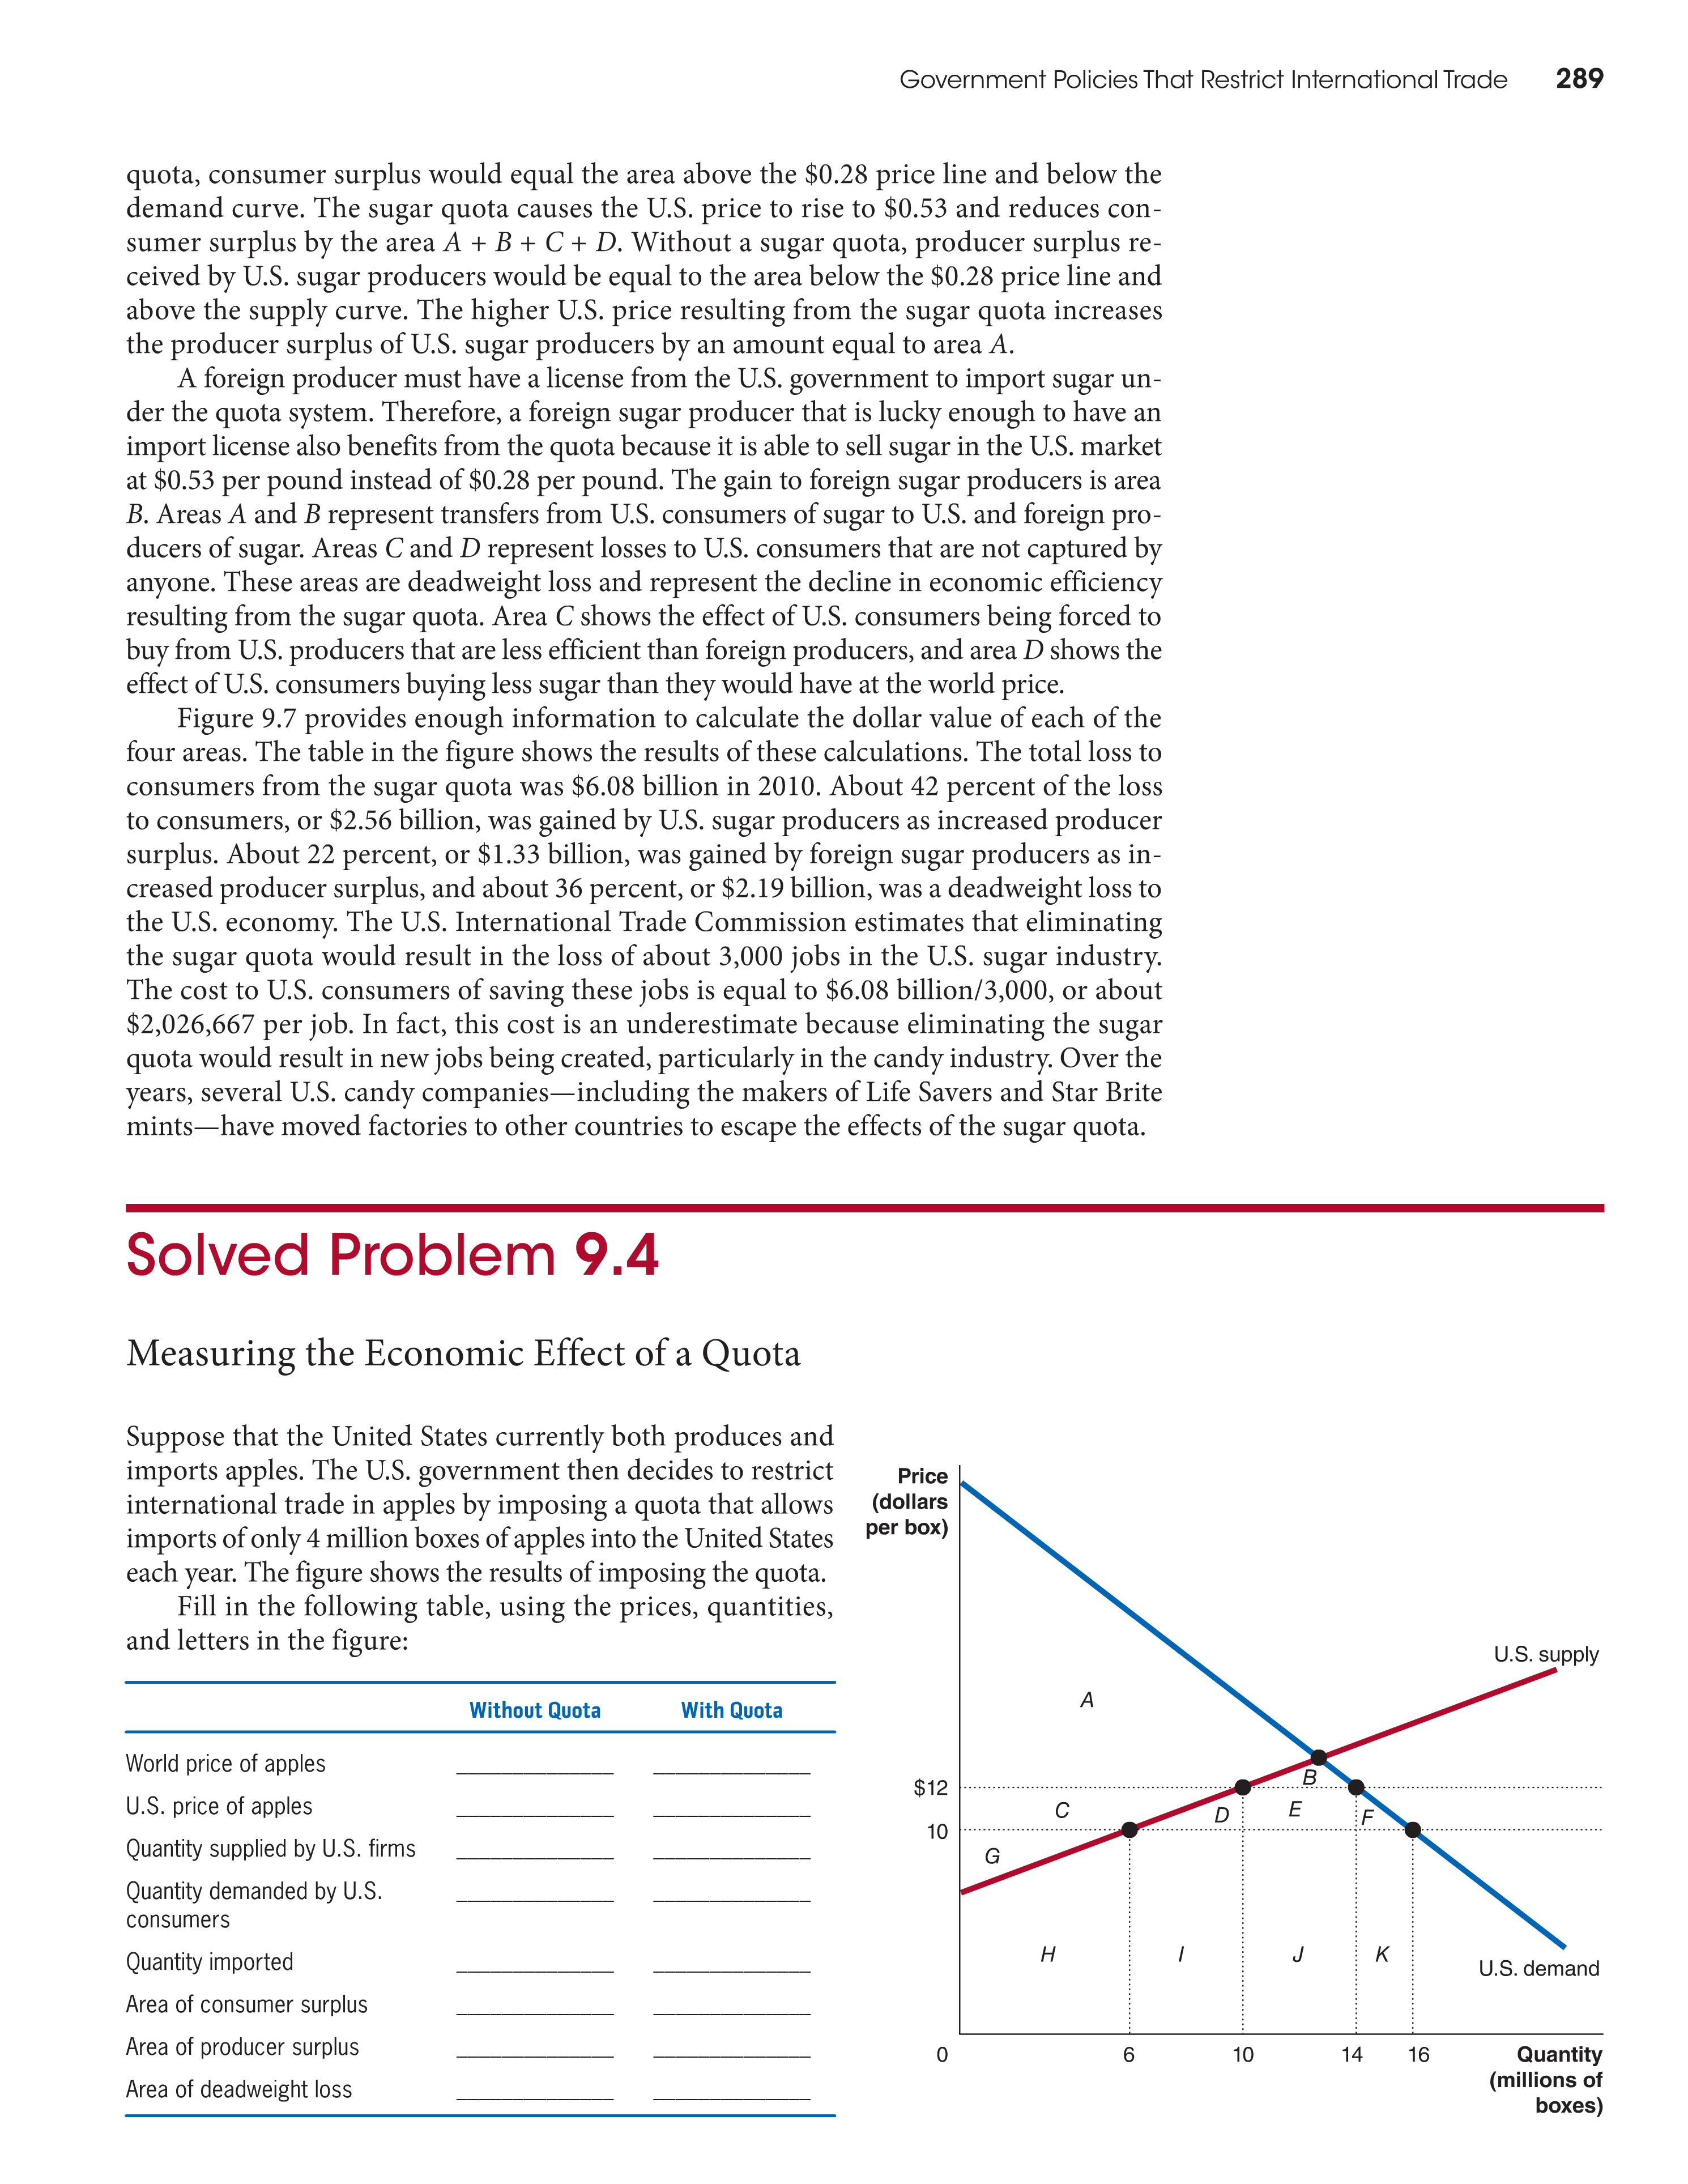 Government Policies That Restrict International Trade 289
quota, consumer surplus would equal the area above the $0.28 price line and below the
demand curve. The sugar quota causes the U.S. price to rise to $0.53 and reduces con-
sumer surplus by the area A + B + C + D. Without a sugar quota, producer surplus re-
ceived by U.S. sugar producers would be equal to the area below the $0.28 price line and
above the supply curve. The higher U.S. price resulting from the sugar quota increases
the producer surplus of U.S. sugar producers by an amount equal to area A.
A foreign producer must have a license from the U.S. government to import sugar un-
der the quota system. Therefore, a foreign sugar producer that is lucky enough to have an
import license also benefits from the quota because it is able to sell sugar in the U.S. market
at $0.53 per pound instead of $0.28 per pound. The gain to foreign sugar producers is area
B. Areas A and B represent transfers from U.S. consumers of sugar to U.S. and foreign pro-
ducers of sugar. Areas C and D represent losses to U.S. consumers that are not captured by
anyone. These areas are deadweight loss and represent the decline in economic efficiency
resulting from the sugar quota. Area C shows the effect of U.S. consumers being forced to
buy from U.S. producers that are less efficient than foreign producers, and area D shows the
effect of U.S. consumers buying less sugar than they would have at the world price.
Figure 9.7 provides enough information to calculate the dollar value of each of the
four areas. The table in the figure shows the results of these calculations. The total loss to
consumers from the sugar quota was $6.08 billion in 2010. About 42 percent of the loss
to consumers, or $2.56 billion, was gained by U.S. sugar producers as increased producer
surplus. About 22 percent, or $1.33 billion, was gained by foreign sugar producers as in-
creased producer surplus, and about 36 percent, or $2.19 billion, was a deadweight loss to
the U.S. economy. The U.S. International Trade Commission estimates that eliminating
the sugar quota would result in the loss of about 3,000 jobs in the U.S. sugar industry.
The cost to U.S. consumers of saving these jobs is equal to $6.08 billion/3,000, or about
$2,026,667 per job. In fact, this cost is an underestimate because eliminating the sugar
quota would result in new jobs being created, particularly in the candy industry. Over the
years, several U.S. candy companies—including the makers of Life Savers and Star Brite
mints—have moved factories to other countries to escape the effects of the sugar quota.
Solved Problem 9.4
Measuring the Economic Effect of a Quota
Suppose that the United States currently both produces and
imports apples. The U.S. government then decides to restrict
international trade in apples by imposing a quota that allows
imports of only 4 million boxes of apples into the United States
each year. The figure shows the results of imposing the quota.
Fill in the following table, using the prices, quantities,
and letters in the figure:
Without Quota With Quota
World price of apples
U.S. price of apples
Quantity supplied by U.S. firms
Quantity demanded by U.S.
consumers
Quantity imported
Area of consumer surplus
Area of producer surplus
Area of deadweight loss
Price
(dollars
per box)
U.S. supply
A
$12
B
C
D
E
F
10
G
H
I
J
K
U.S. demand
0 6 10 14 16
Quantity
(millions of
boxes)